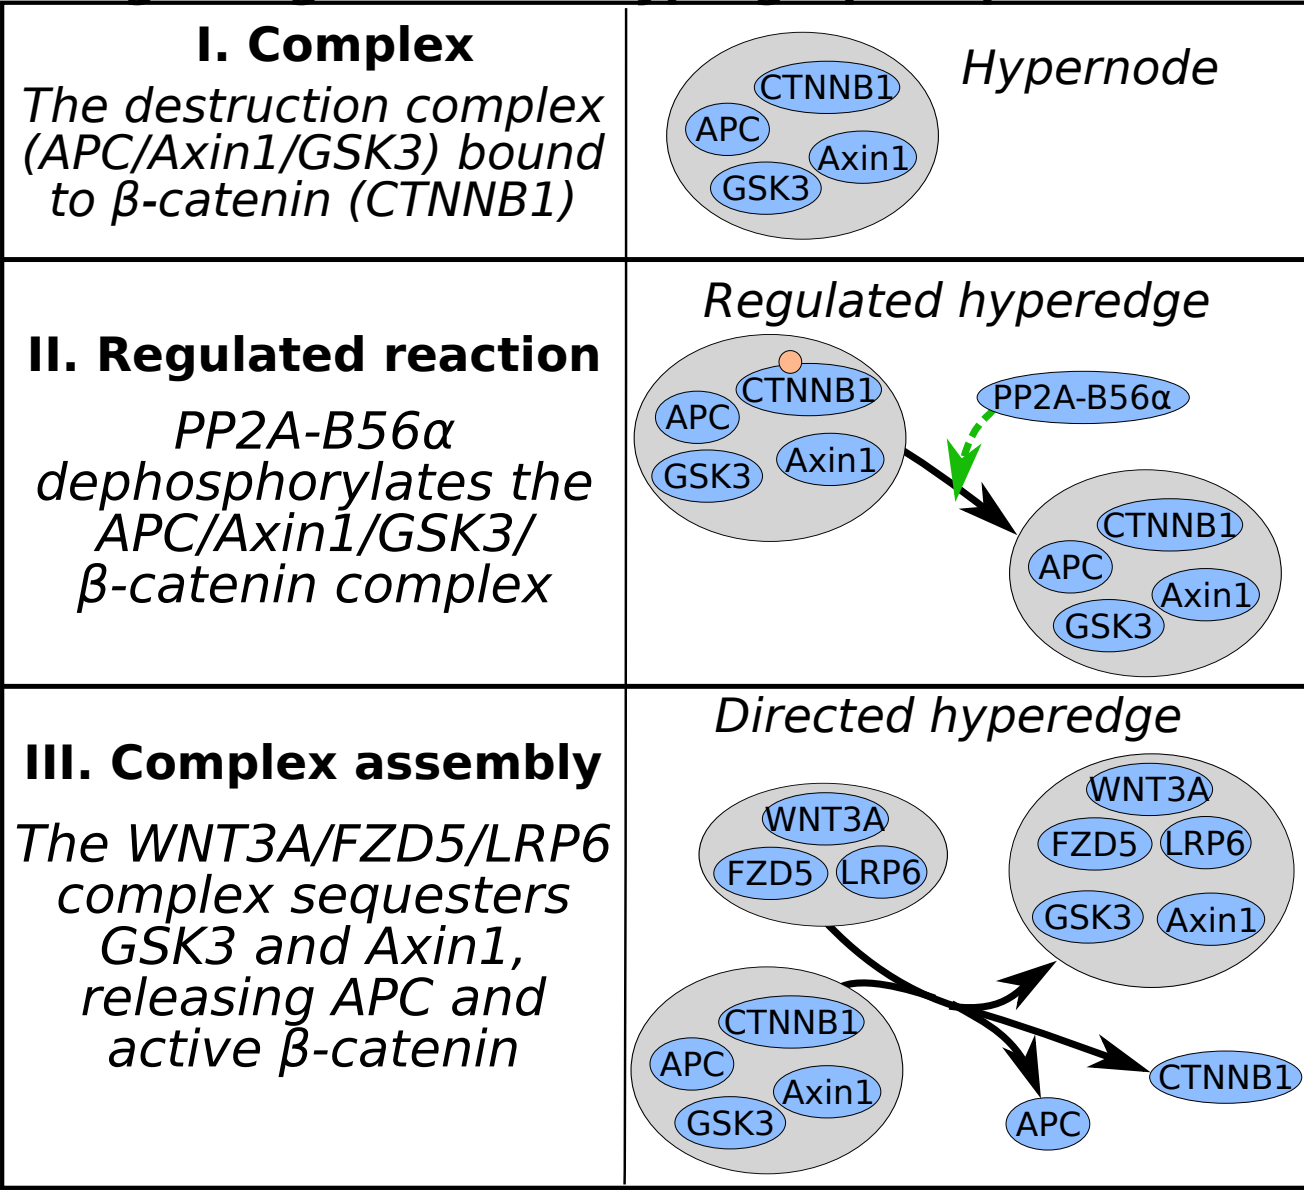 I. Complex
The destruction complex
(APC/Axin1/GSK3) bound
to β-catenin (CTNNB1)
Hypernode
CTNNB1
APC
Axin1
GSK3
II. Regulated reaction
PP2A-B56α
dephosphorylates the
APC/Axin1/GSK3/
β-catenin complex
Regulated hyperedge
CTNNB1
APC
Axin1
GSK3
PP2A-B56α
CTNNB1
APC
Axin1
GSK3
III. Complex assembly
The WNT3A/FZD5/LRP6
complex sequesters
GSK3 and Axin1,
releasing APC and
active β-catenin
Directed hyperedge
WNT3A
FZD5 LRP6
WNT3A
FZD5 LRP6
GSK3 Axin1
CTNNB1
APC
Axin1
GSK3
CTNNB1
APC